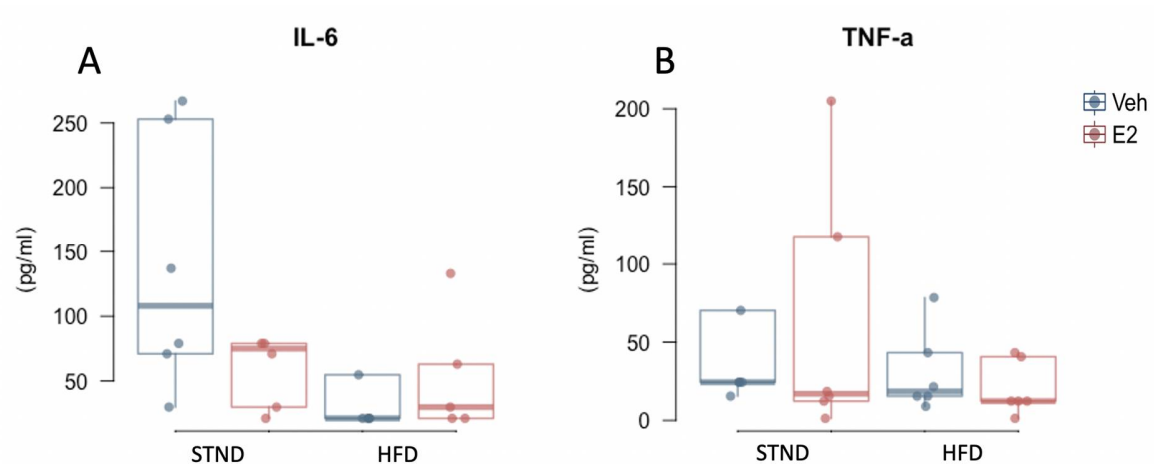 A
IL-6
(pg/ml)
250
200
150
100
50
STND
HFD
B
TNF-a
(pg/ml)
200
150
100
50
0
STND
HFD
Veh
E2